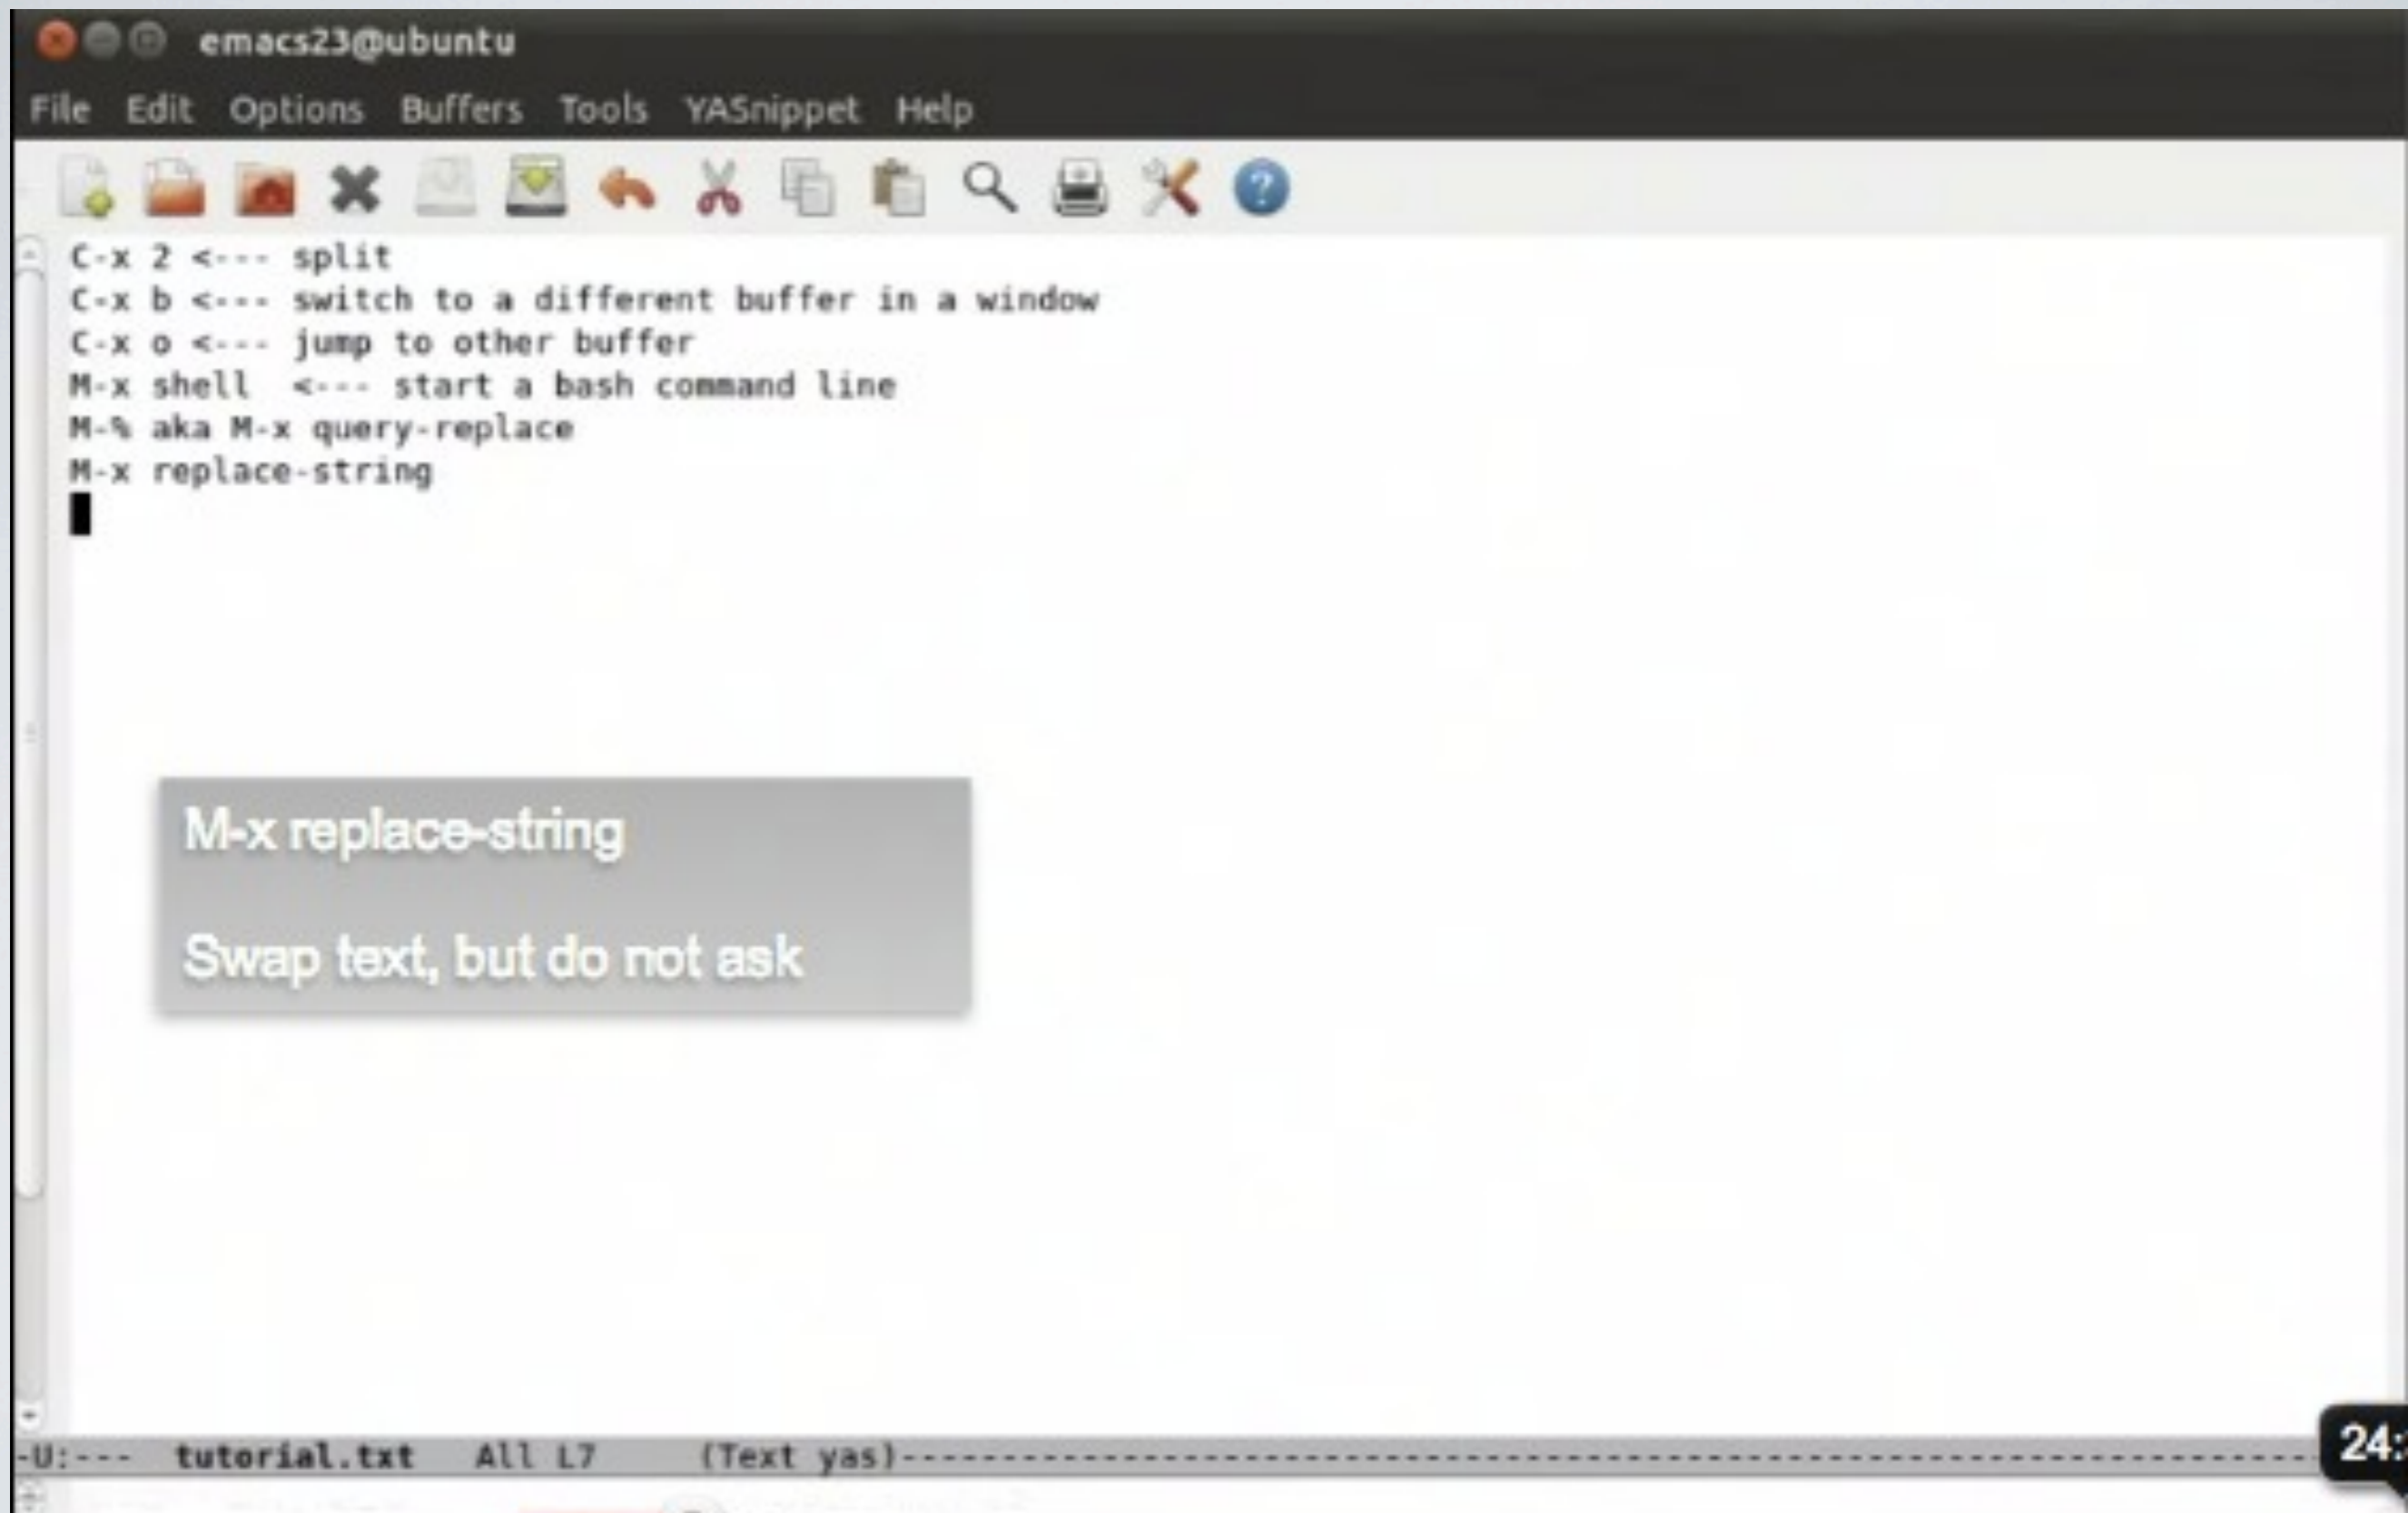 emacs23@ubuntu
File Edit Options Buffers Tools YASnippet Help
C-x 2 <--- split
C-x b <--- switch to a different buffer in a window
C-x o <--- jump to other buffer
M-x shell  <--- start a bash command line
M-% aka M-x query-replace
M-x replace-string
M-x replace-string
Swap text, but do not ask
-U:---  tutorial.txt   All L7     (Text yas)-----------------------------------------------------------------------
24: